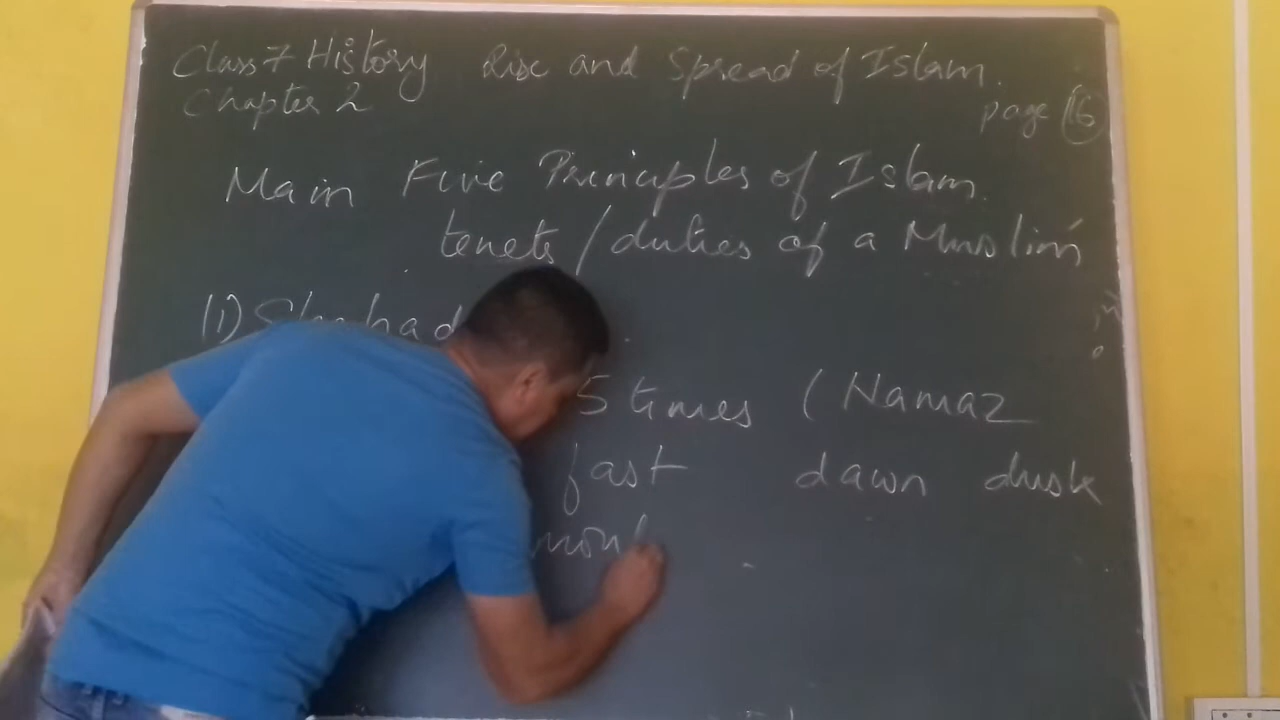 Class 7 History Rise and Spread of Islam.
Chapter 2
page 16
Main Five Principles of Islam.
tenets / duties of a Muslim
(1) Shahad
5 times (Namaz
fast dawn dusk
mont